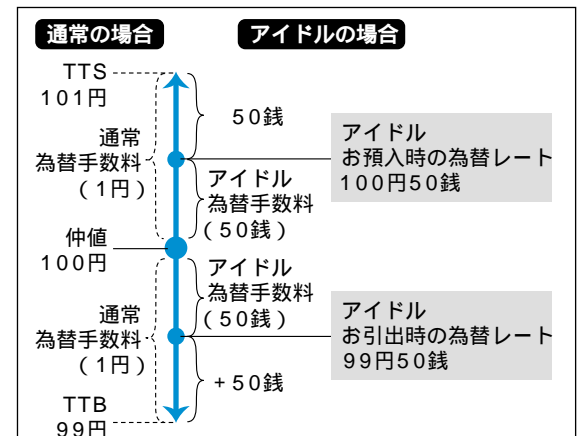 通常の場合
アイドルの場合
TTS
101円
50銭
通常
為替手数料
(1円)
アイドル
お預入時の為替レート
100円50銭
アイドル
為替手数料
(50銭)
仲値
100円
アイドル
為替手数料
(50銭)
通常
為替手数料
(1円)
アイドル
お引出時の為替レート
99円50銭
+50銭
TTB
99円